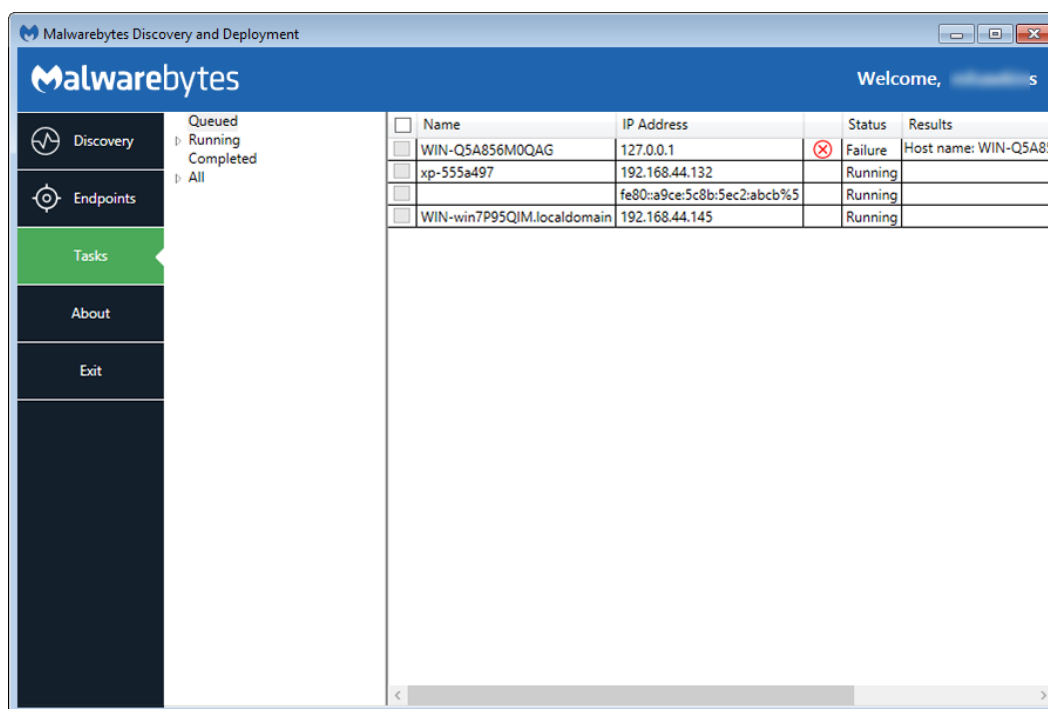 Malwarebytes Discovery and Deployment
Malwarebytes
Welcome, s
Discovery
Endpoints
Tasks
About
Exit
Queued
Running
Completed
All
Name IP Address Status Results
WIN-Q5A856M0QAG 127.0.0.1 Failure Host name: WIN-Q5A8
xp-555a497 192.168.44.132 Running
fe80::a9ce:5c8b:5ec2:abcb%5 Running
WIN-win7P95QIM.localdomain 192.168.44.145 Running